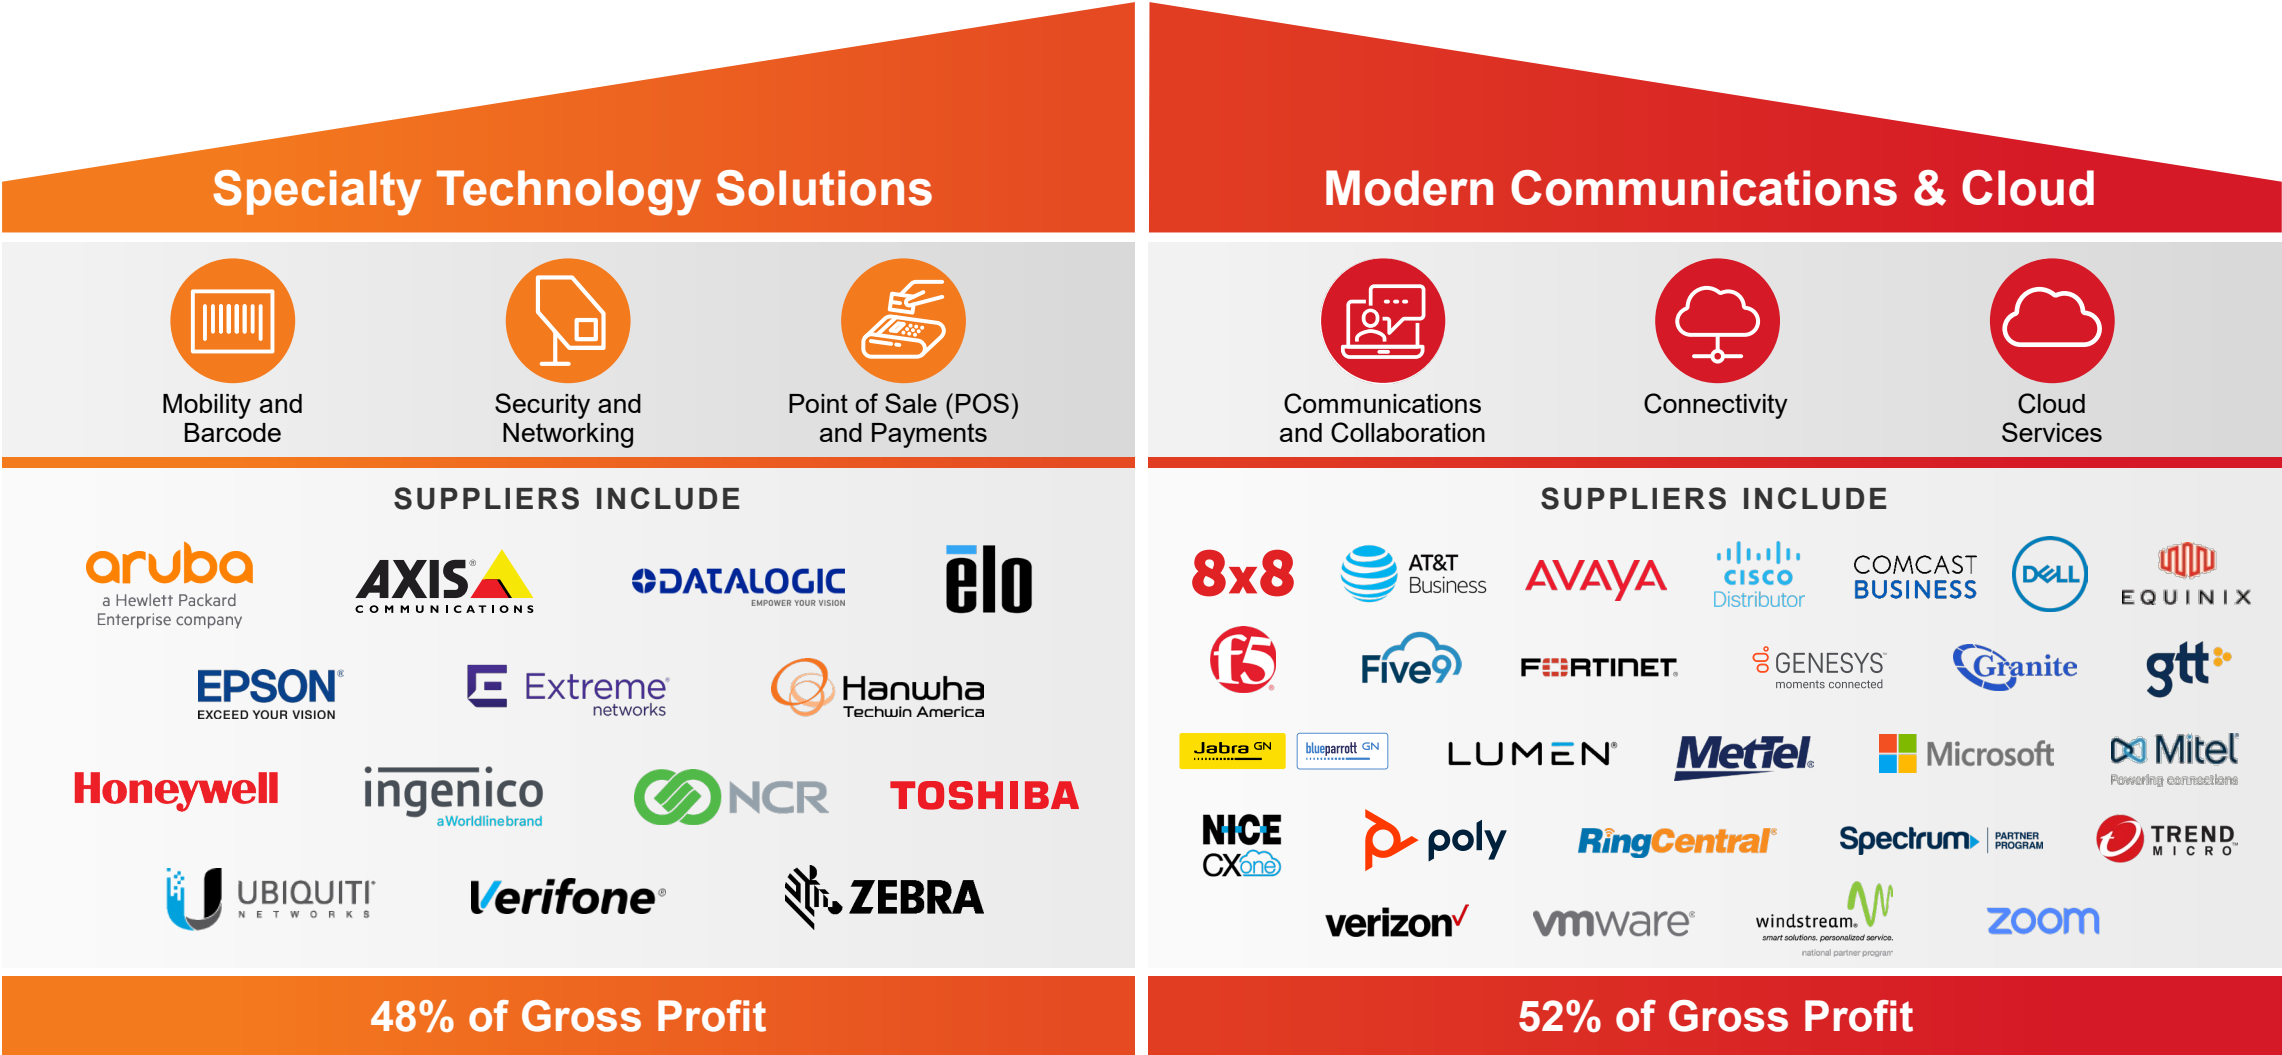 Specialty Technology Solutions
Mobility and
Barcode
Security and
Networking
Point of Sale (POS)
and Payments
SUPPLIERS INCLUDE
aruba
a Hewlett Packard
Enterprise company
AXIS®
COMMUNICATIONS
DATALOGIC
EMPOWER YOUR VISION
ēlo
EPSON®
EXCEED YOUR VISION
Extreme®
networks
Hanwha
Techwin America
Honeywell
ingenico
a Worldline brand
NCR
TOSHIBA
UBIQUITI®
NETWORKS
Verifone®
ZEBRA
48% of Gross Profit
Modern Communications & Cloud
Communications
and Collaboration
Connectivity
Cloud
Services
SUPPLIERS INCLUDE
8x8
AT&T
Business
AVAYA
CISCO
Distributor
COMCAST
BUSINESS
DELL
EQUINIX
f5®
Five9
FORTINET®
GENESYS™
moments connected
Granite
gtt
Jabra GN
blueparrott GN
LUMEN®
MetTel®
Microsoft
Mitel®
Powering connections
NICE
CXone
poly
RingCentral®
Spectrum
PARTNER
PROGRAM
TREND
MICRO™
verizon✓
vmware®
windstream®
smart solutions. personalized service.
national partner program
zoom
52% of Gross Profit